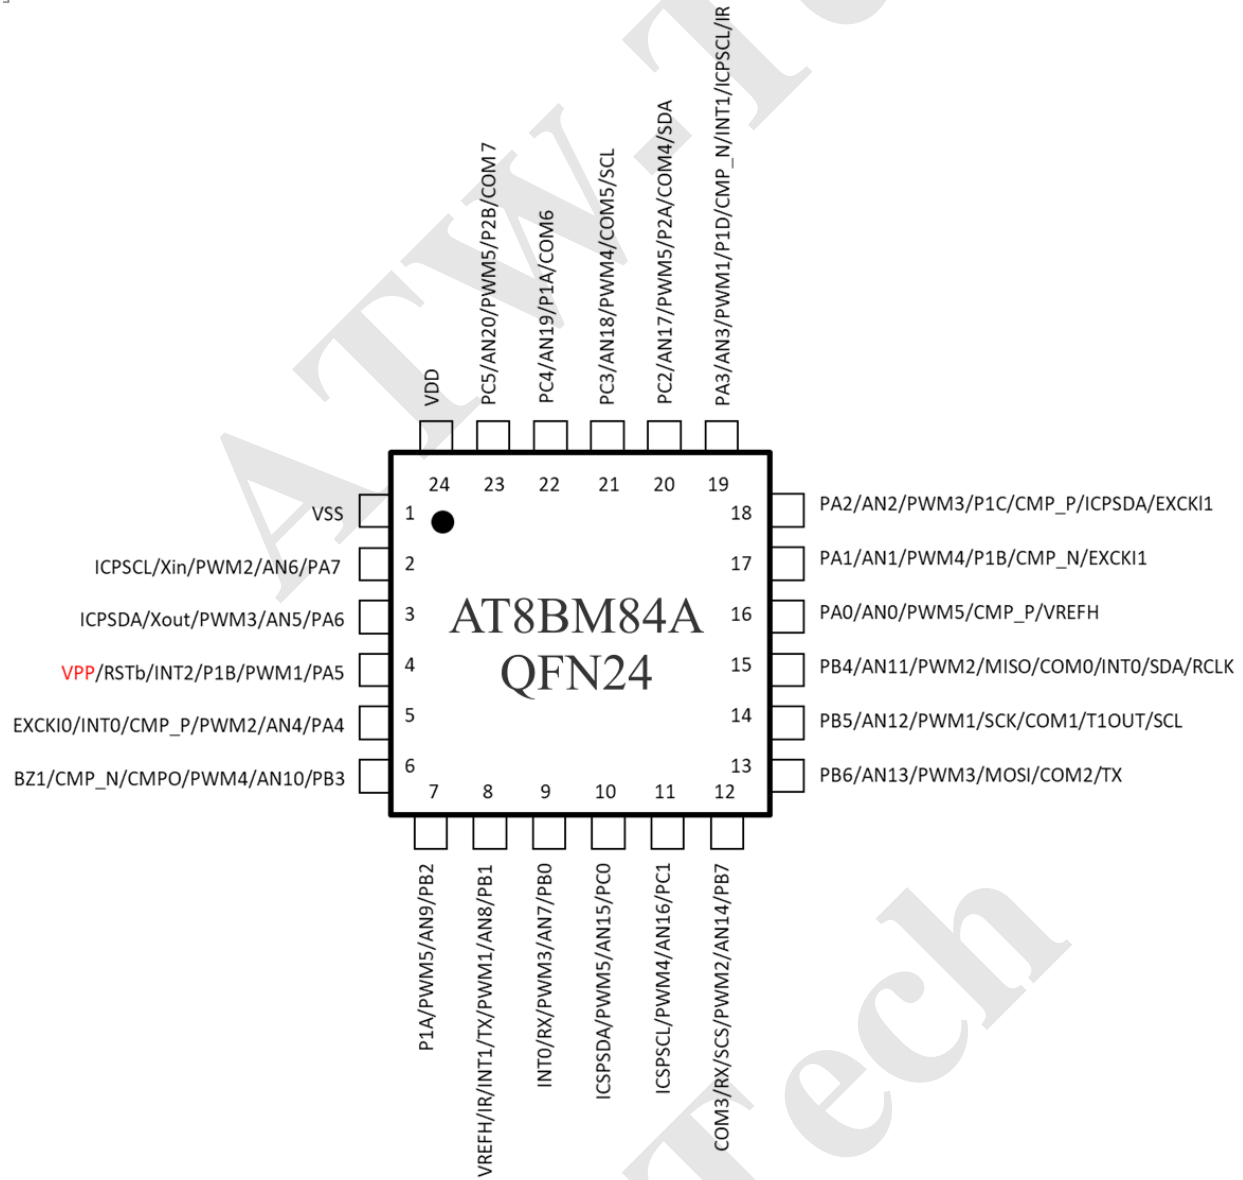 PA3/AN3/PWM1/P1D/CMP_N/INT1/ICPSCL/IR
PC2/AN17/PWM5/P2A/COM4/SDA
PC3/AN18/PWM4/COM5/SCL
PC4/AN19/P1A/COM6
PC5/AN20/PWM5/P2B/COM7
VDD
24 23 22 21 20 19
VSS 1
ICPSCL/Xin/PWM2/AN6/PA7 2
ICPSDA/Xout/PWM3/AN5/PA6 3
VPP/RSTb/INT2/P1B/PWM1/PA5 4
EXCKI0/INT0/CMP_P/PWM2/AN4/PA4 5
BZ1/CMP_N/CMPO/PWM4/AN10/PB3 6
AT8BM84A
QFN24
18 PA2/AN2/PWM3/P1C/CMP_P/ICPSDA/EXCKI1
17 PA1/AN1/PWM4/P1B/CMP_N/EXCKI1
16 PA0/AN0/PWM5/CMP_P/VREFH
15 PB4/AN11/PWM2/MISO/COM0/INT0/SDA/RCLK
14 PB5/AN12/PWM1/SCK/COM1/T1OUT/SCL
13 PB6/AN13/PWM3/MOSI/COM2/TX
7 8 9 10 11 12
P1A/PWM5/AN9/PB2
VREFH/IR/INT1/TX/PWM1/AN8/PB1
INT0/RX/PWM3/AN7/PB0
ICSPSDA/PWM5/AN15/PC0
ICSPSCL/PWM4/AN16/PC1
COM3/RX/SCS/PWM2/AN14/PB7
ATW-Te
Tech